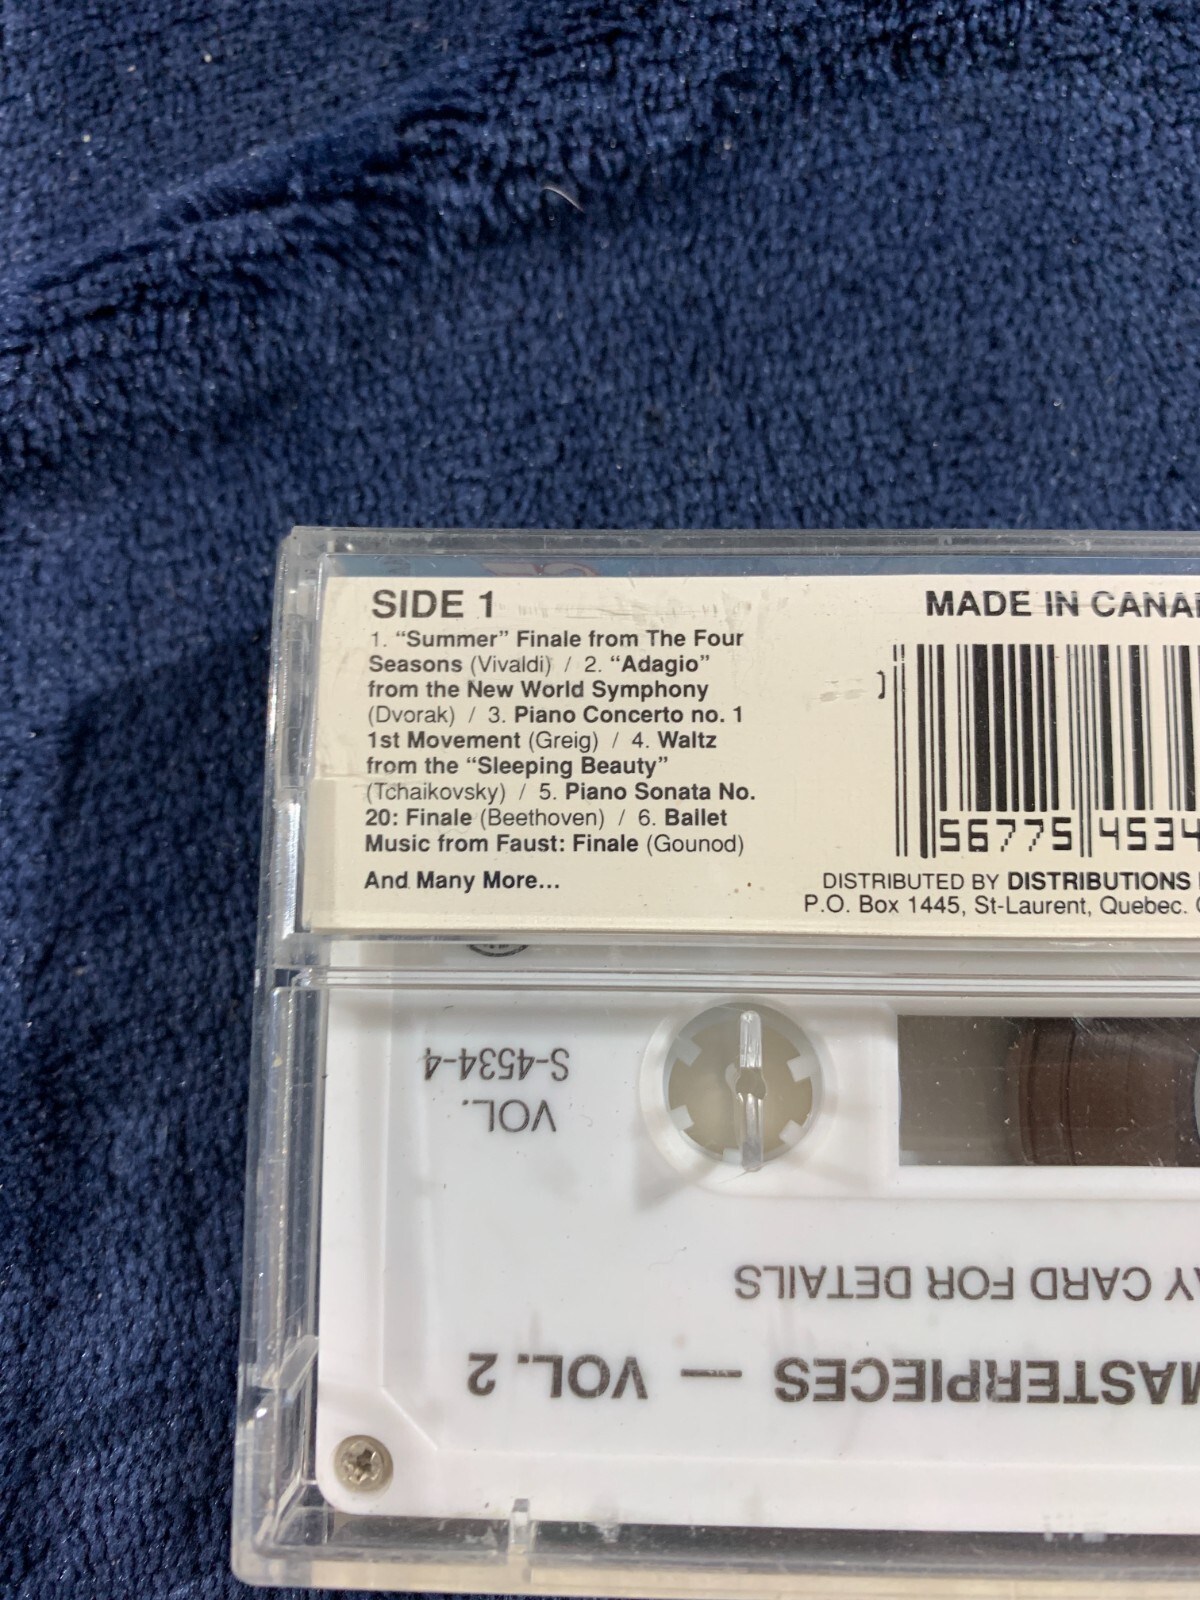 SIDE 1
1. “Summer” Finale from The Four
Seasons (Vivaldi) / 2. “Adagio”
from the New World Symphony
(Dvorak) / 3. Piano Concerto no. 1
1st Movement (Greig) / 4. Waltz
from the “Sleeping Beauty”
(Tchaikovsky) / 5. Piano Sonata No.
20: Finale (Beethoven) / 6. Ballet
Music from Faust: Finale (Gounod)
And Many More...
MADE IN CANA
56775 4534
DISTRIBUTED BY DISTRIBUTIONS
P.O. Box 1445, St-Laurent, Quebec.
MASTERPIECES — VOL. 2
AY CARD FOR DETAILS
VOL.
S-4534-4